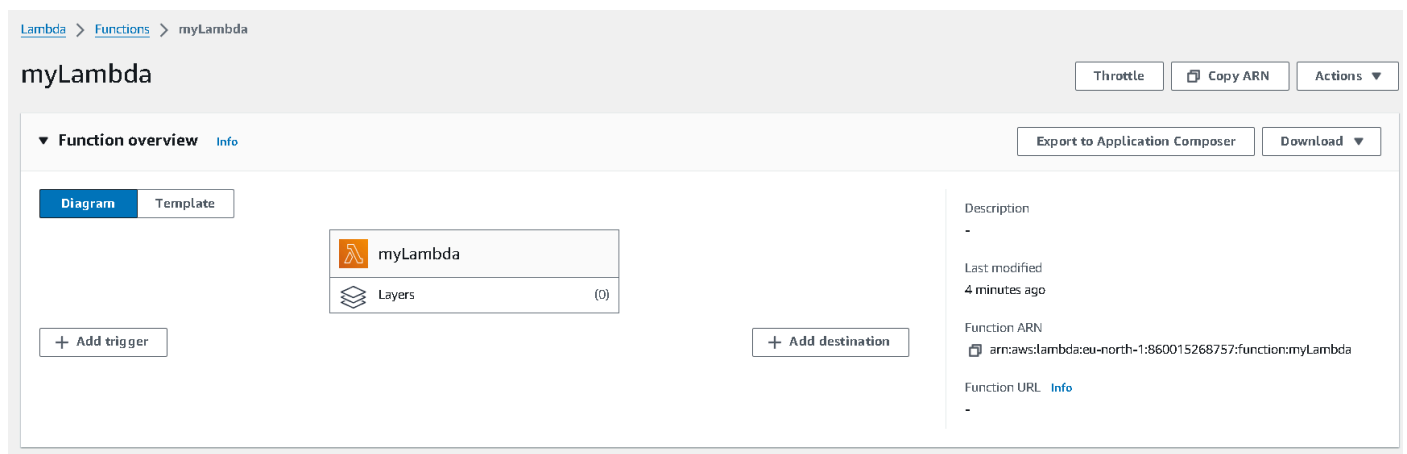 Lambda > Functions > myLambda
myLambda
Throttle Copy ARN Actions ▼
▼ Function overview Info
Export to Application Composer Download ▼
Diagram Template
myLambda
Layers (0)
+ Add trigger
+ Add destination
Description
-
Last modified
4 minutes ago
Function ARN
arn:aws:lambda:eu-north-1:860015268757:function:myLambda
Function URL Info
-